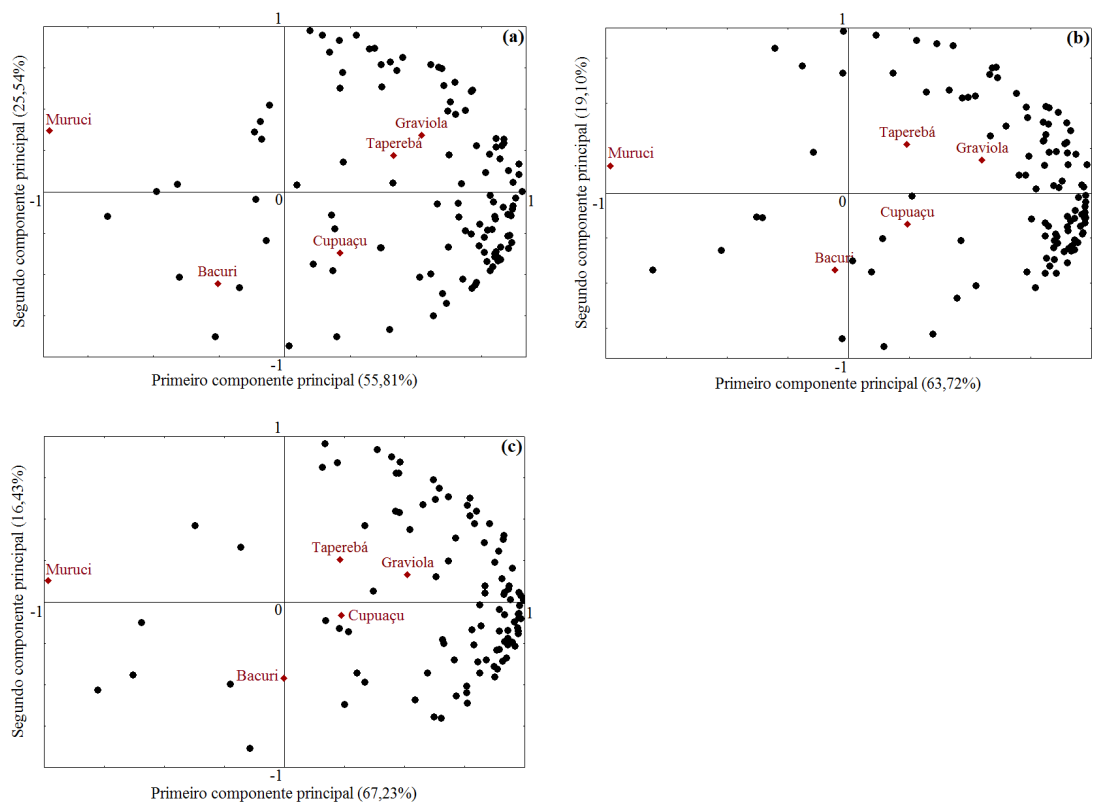 1
(a)
Segundo componente principal (25,54%)
Muruci
Graviola
Taperebá
-1
0
1
Cupuaçu
Bacuri
-1
Primeiro componente principal (55,81%)
1
(b)
Segundo componente principal (19,10%)
Taperebá
Muruci
Graviola
-1
0
1
Cupuaçu
Bacuri
-1
Primeiro componente principal (63,72%)
1
(c)
Segundo componente principal (16,43%)
Taperebá
Muruci
Graviola
-1
0
1
Cupuaçu
Bacuri
-1
Primeiro componente principal (67,23%)